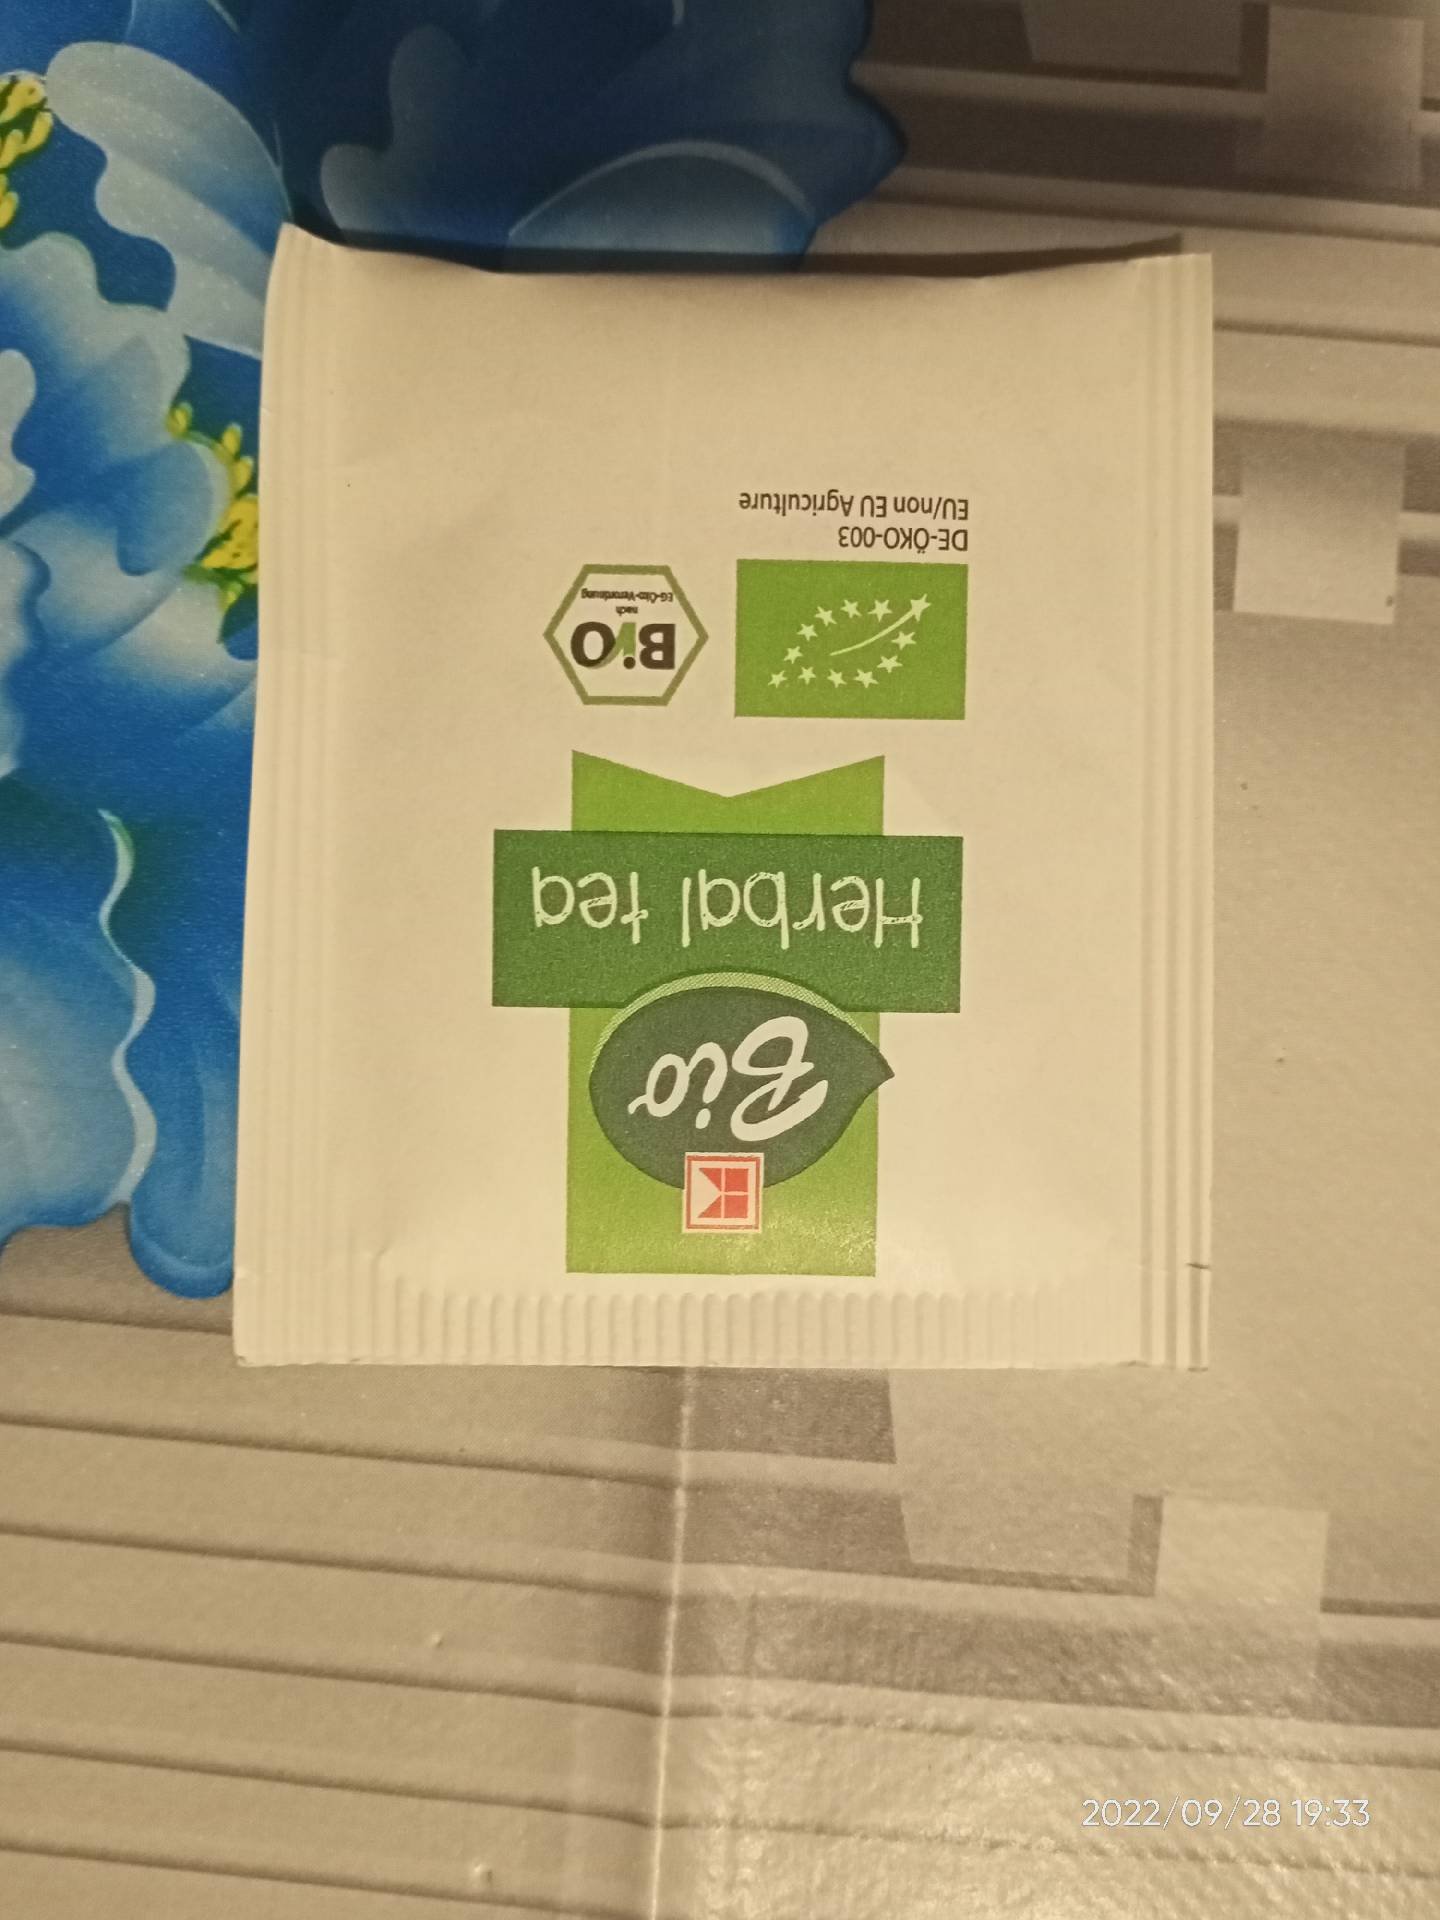 Bio
Herbal tea
Bio
nach
EG-Öko-Verordnung
DE-ÖKO-003
EU/non EU Agriculture
2022/09/28 19:33